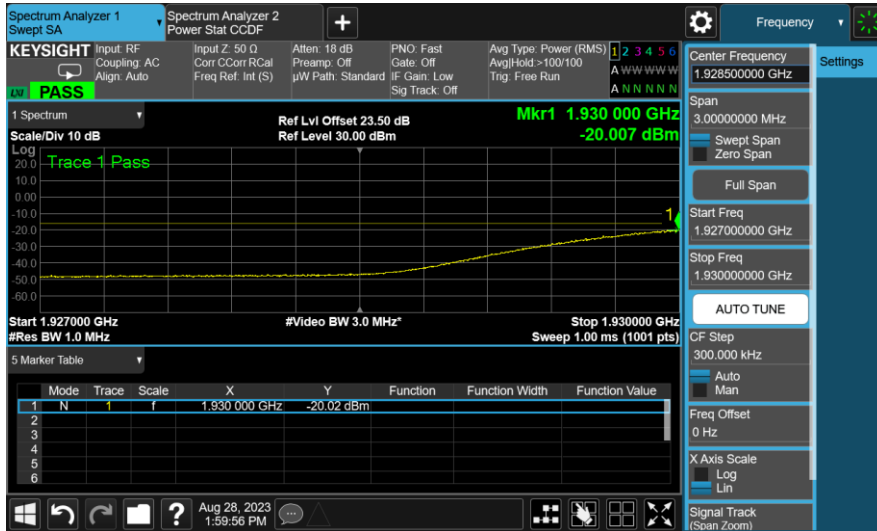 Spectrum Analyzer 1
Swept SA
Spectrum Analyzer 2
Power Stat CCDF
+
Frequency
KEYSIGHT
Input: RF
Coupling: AC
Align: Auto
Input Z: 50 Ω
Corr CCorr RCal
Freq Ref: Int (S)
Atten: 18 dB
Preamp: Off
µW Path: Standard
PNO: Fast
Gate: Off
IF Gain: Low
Sig Track: Off
Avg Type: Power (RMS)
Avg|Hold:>100/100
Trig: Free Run
1 2 3 4 5 6
A W W W W W
A N N N N N
LXI PASS
1 Spectrum
Scale/Div 10 dB
Ref Lvl Offset 23.50 dB
Ref Level 30.00 dBm
Mkr1 1.930 000 GHz
-20.007 dBm
Log
Trace 1 Pass
20.0
10.0
0.00
-10.0
-20.0
-30.0
-40.0
-50.0
-60.0
1
Start 1.927000 GHz
#Res BW 1.0 MHz
#Video BW 3.0 MHz*
Stop 1.930000 GHz
Sweep 1.00 ms (1001 pts)
5 Marker Table
Mode Trace Scale X Y Function Function Width Function Value
1 N 1 f 1.930 000 GHz -20.02 dBm
2
3
4
5
6
Aug 28, 2023
1:59:56 PM
Center Frequency
1.928500000 GHz
Settings
Span
3.00000000 MHz
Swept Span
Zero Span
Full Span
Start Freq
1.927000000 GHz
Stop Freq
1.930000000 GHz
AUTO TUNE
CF Step
300.000 kHz
Auto
Man
Freq Offset
0 Hz
X Axis Scale
Log
Lin
Signal Track
(Span Zoom)